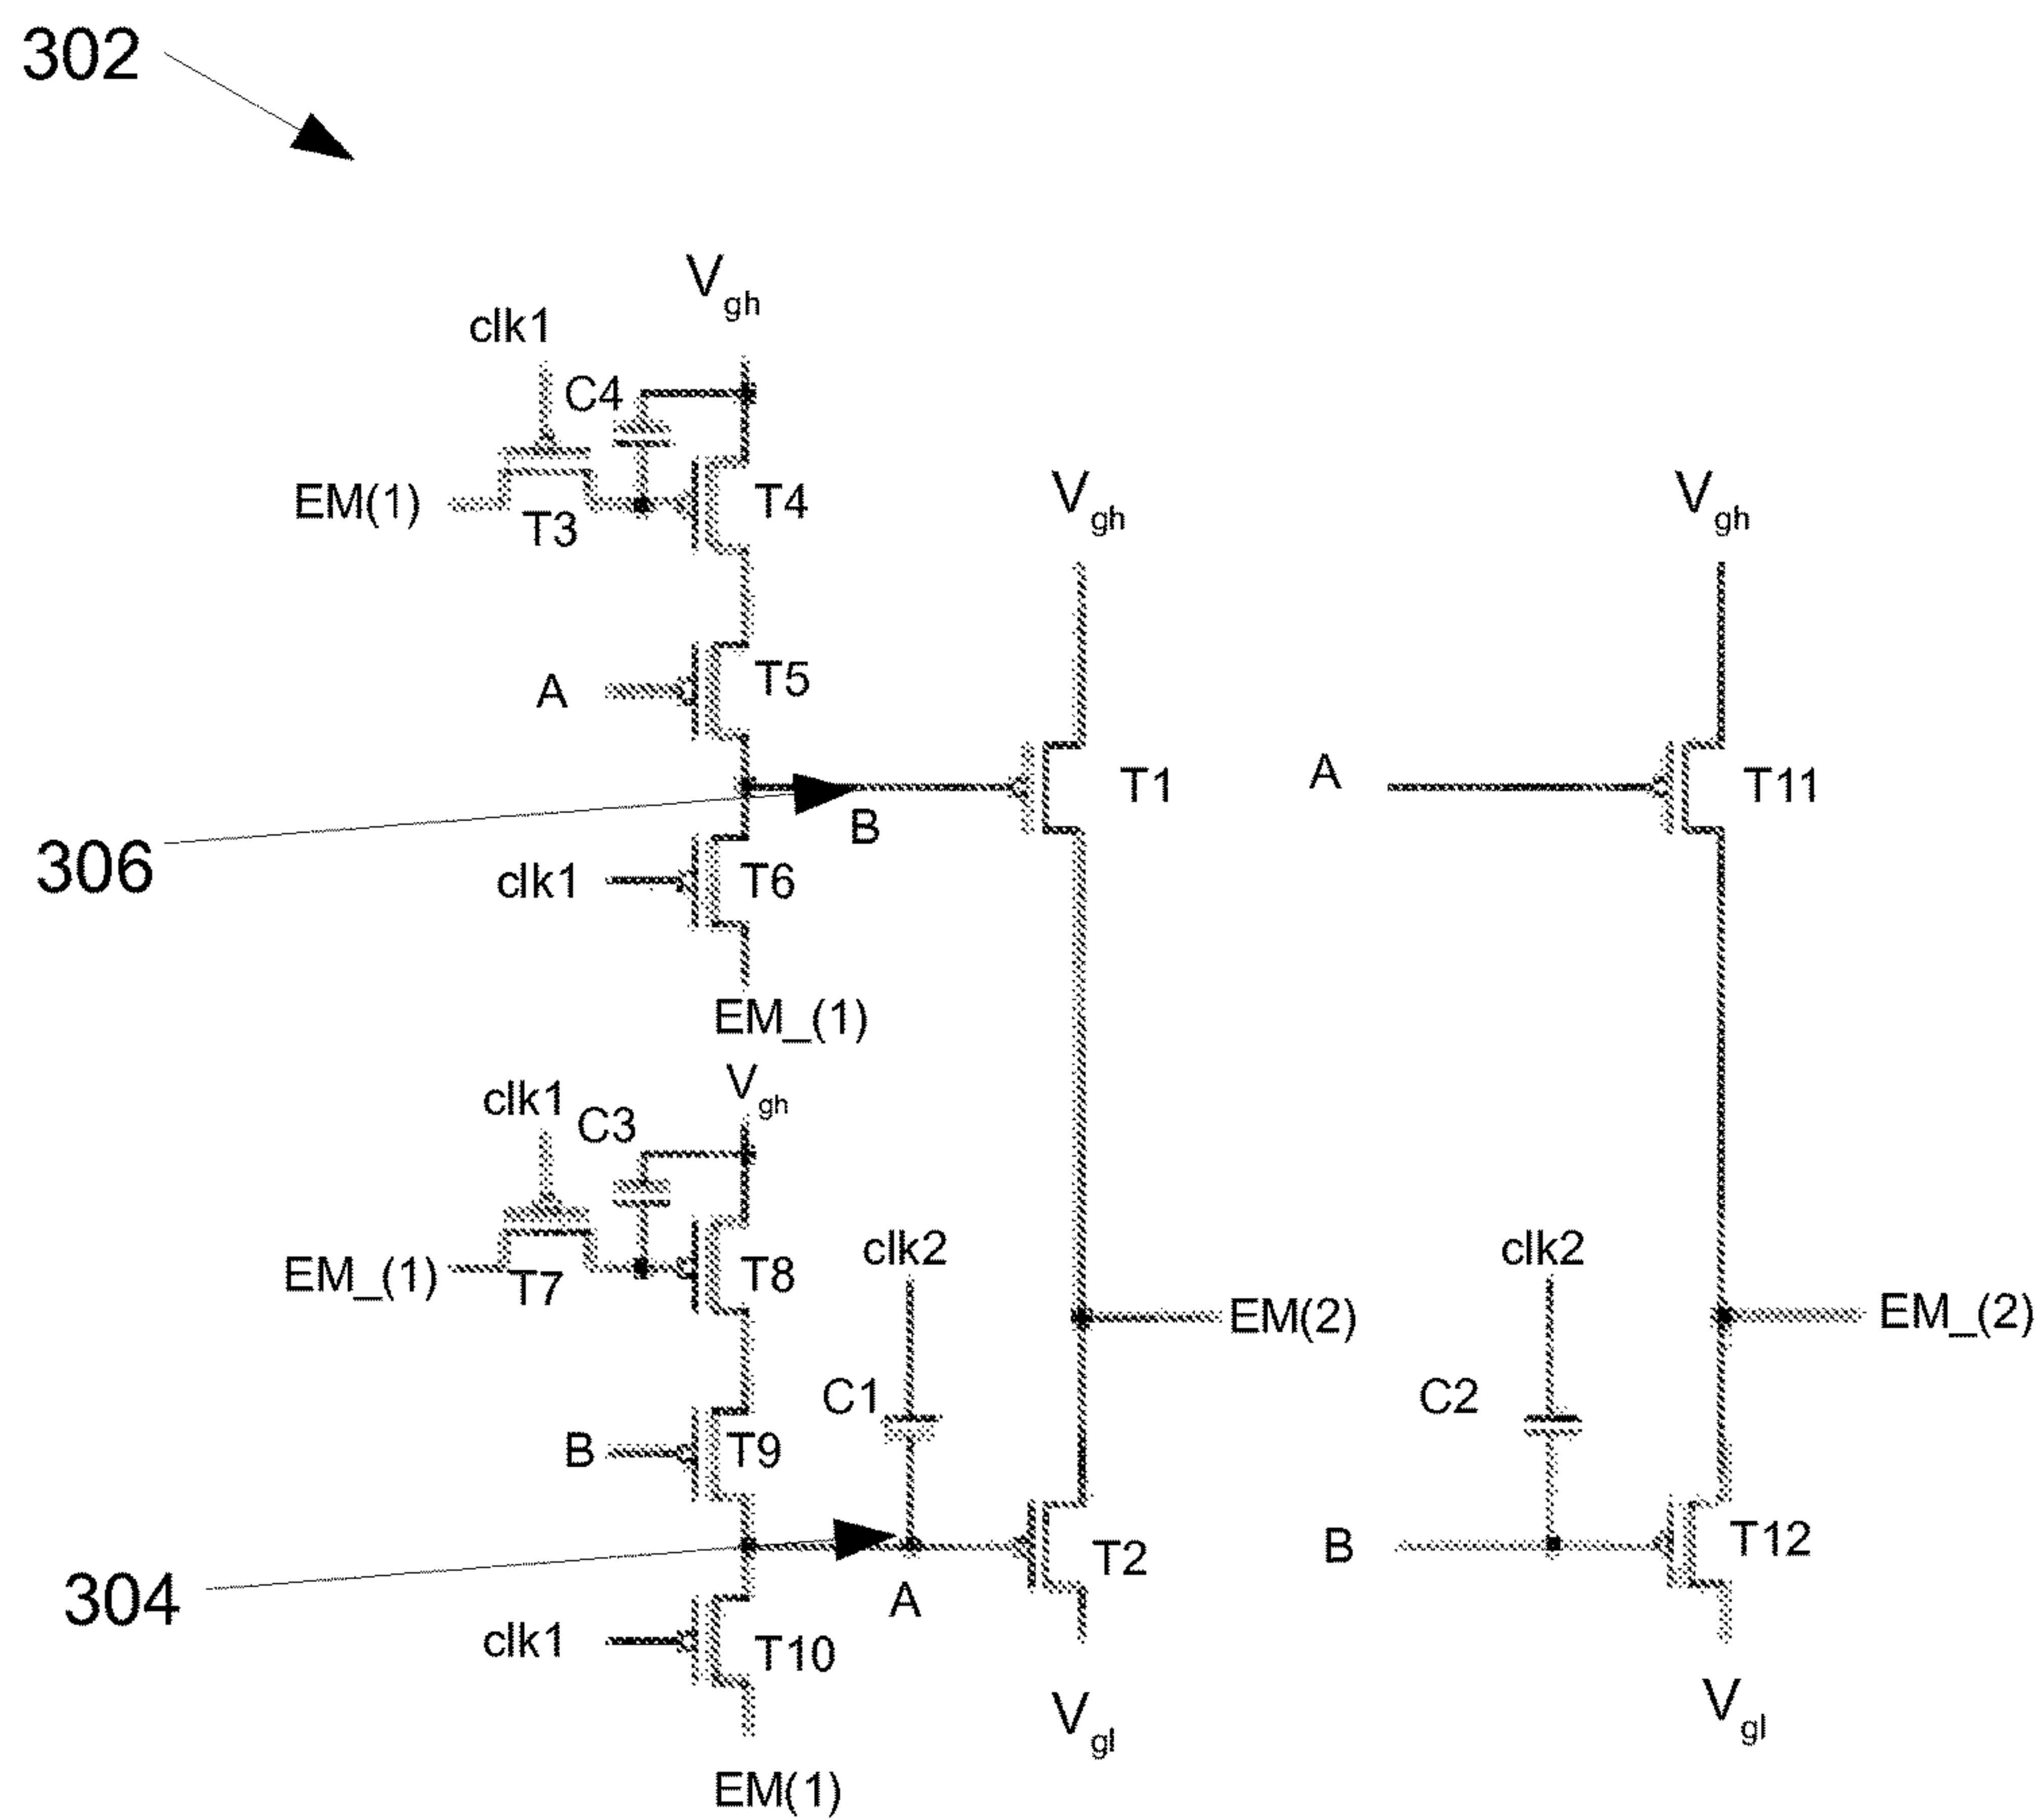 302
Vgh
clk1
C4
EM(1)
T3
T4
Vgh
Vgh
A
T5
B
T1
A
T11
306
clk1
T6
EM_(1)
Vgh
clk1
C3
EM_(1)
T7
T8
clk2
EM(2)
clk2
EM_(2)
C1
C2
B
T9
A
T2
B
T12
304
clk1
T10
Vgl
Vgl
EM(1)